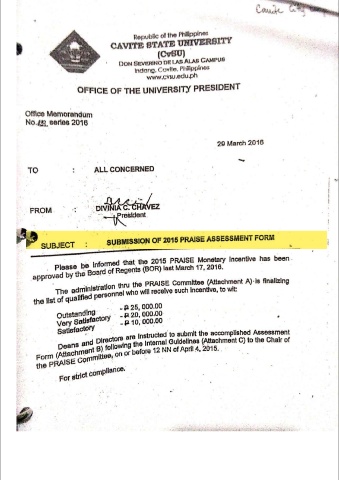 Cavite City
Republic of the Philippines
CAVITE STATE UNIVERSITY
(CvSU)
DON SEVERINO DE LAS ALAS CAMPUS
Indang, Cavite, Philippines
www.cvsu.edu.ph
OFFICE OF THE UNIVERSITY PRESIDENT
Office Memorandum
No. series 2016
29 March 2016
TO : ALL CONCERNED
FROM : DIVINIA C. CHAVEZ
President
SUBJECT : SUBMISSION OF 2015 PRAISE ASSESSMENT FORM
Please be informed that the 2015 PRAISE Monetary Incentive has been
approved by the Board of Regents (BOR) last March 17, 2016.
The administration thru the PRAISE Committee (Attachment A) is finalizing
the list of qualified personnel who will receive such incentive, to wit:
Outstanding - ₱ 25, 000.00
Very Satisfactory - ₱ 20, 000.00
Satisfactory - ₱ 10, 000.00
Deans and Directors are instructed to submit the accomplished Assessment
Form (Attachment B) following the Internal Guidelines (Attachment C) to the Chair of
the PRAISE Committee, on or before 12 NN of April 4, 2015.
For strict compliance.